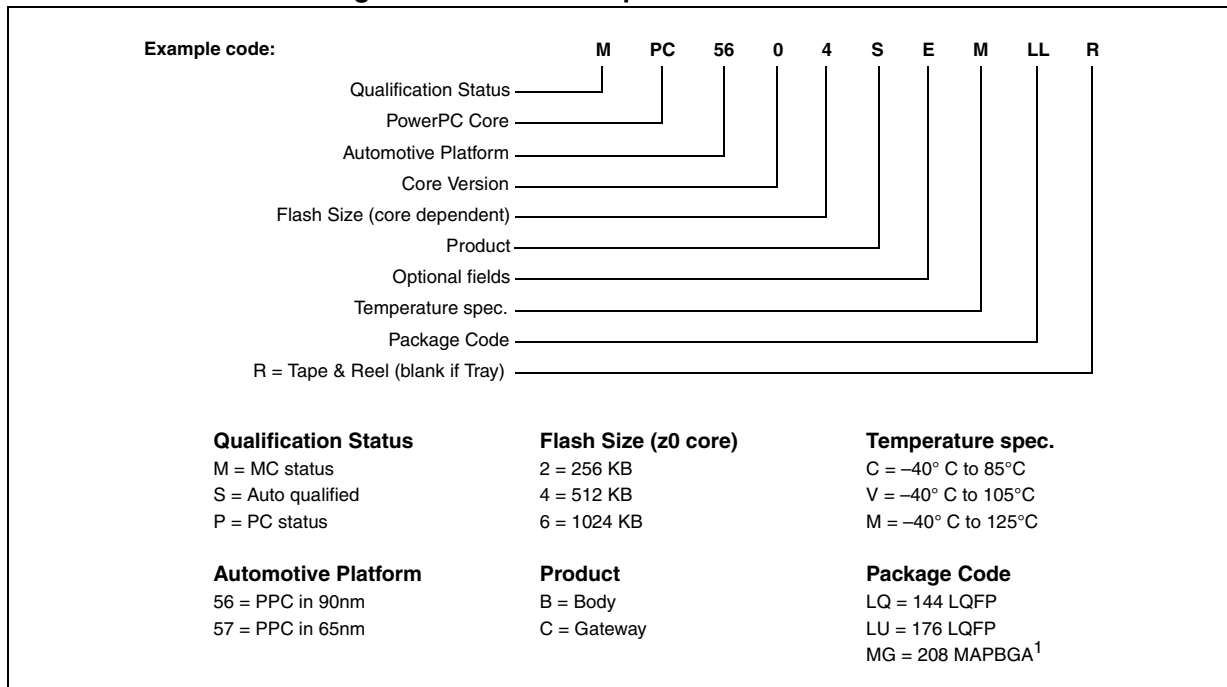 Example code: M PC 56 0 4 S E M LL R
Qualification Status
PowerPC Core
Automotive Platform
Core Version
Flash Size (core dependent)
Product
Optional fields
Temperature spec.
Package Code
R = Tape & Reel (blank if Tray)
Qualification Status
M = MC status
S = Auto qualified
P = PC status
Flash Size (z0 core)
2 = 256 KB
4 = 512 KB
6 = 1024 KB
Temperature spec.
C = –40° C to 85°C
V = –40° C to 105°C
M = –40° C to 125°C
Automotive Platform
56 = PPC in 90nm
57 = PPC in 65nm
Product
B = Body
C = Gateway
Package Code
LQ = 144 LQFP
LU = 176 LQFP
MG = 208 MAPBGA1